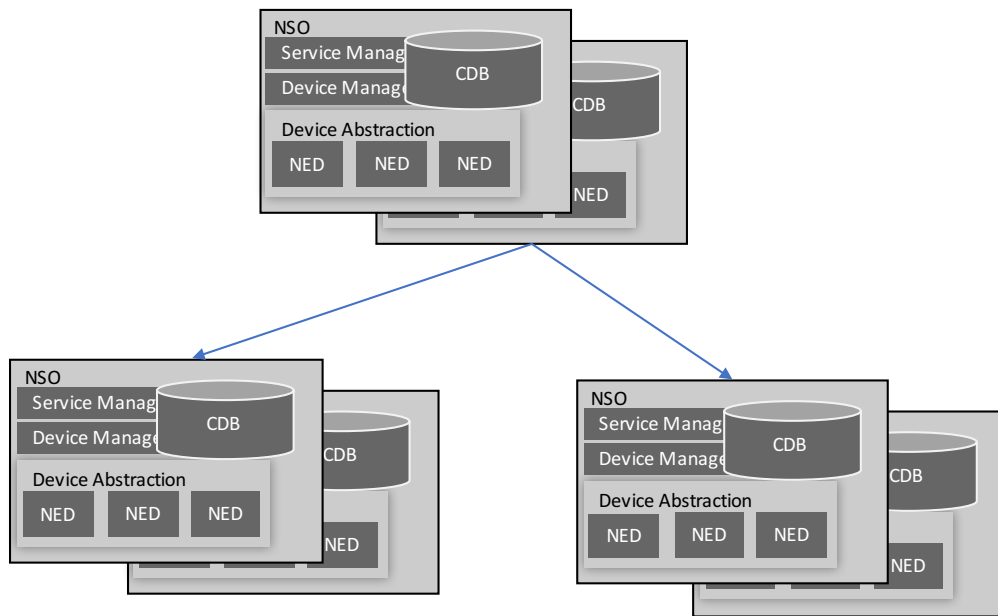 NSO
Service Manag
CDB
Device Manage
CDB
Device Abstraction
NED NED NED
NED
NSO
Service Manag
CDB
Device Manage
CDB
Device Abstraction
NED NED NED
NED
NSO
Service Manag
CDB
Device Manage
CDB
Device Abstraction
NED NED NED
NED